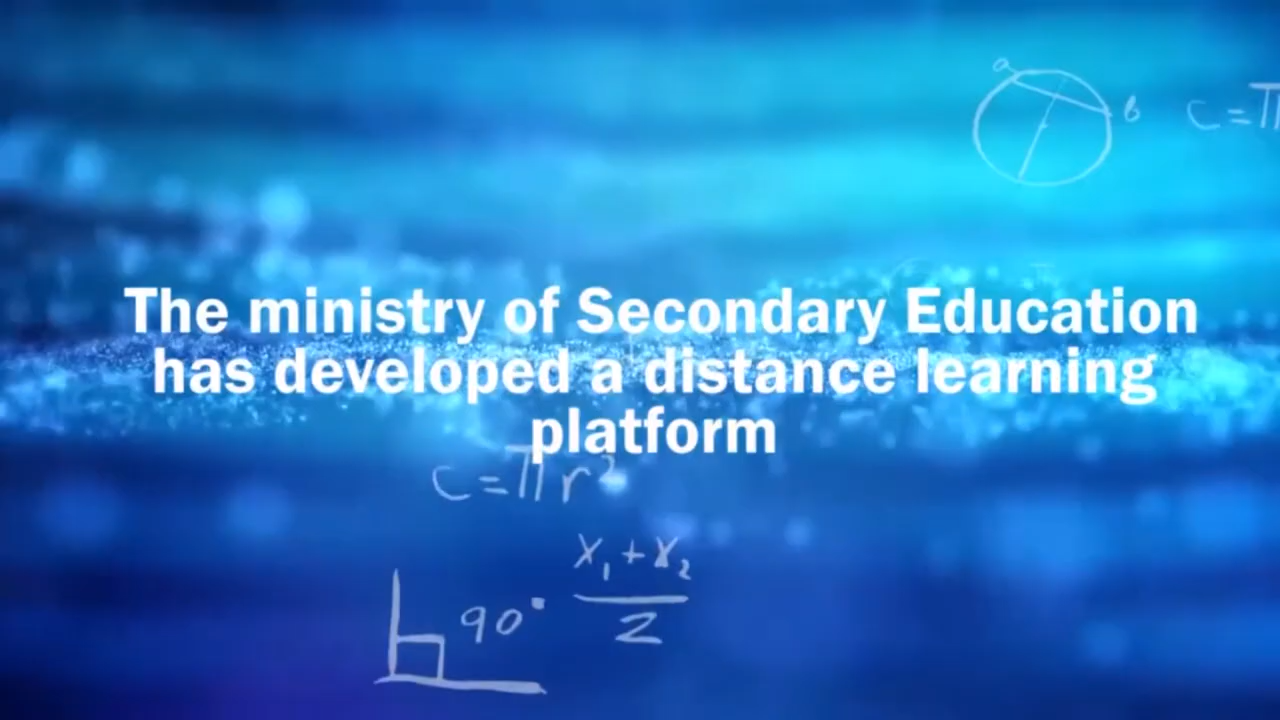 a
b
c=π
The ministry of Secondary Education
has developed a distance learning
platform
c=πr²
x₁+x₂
2
90°